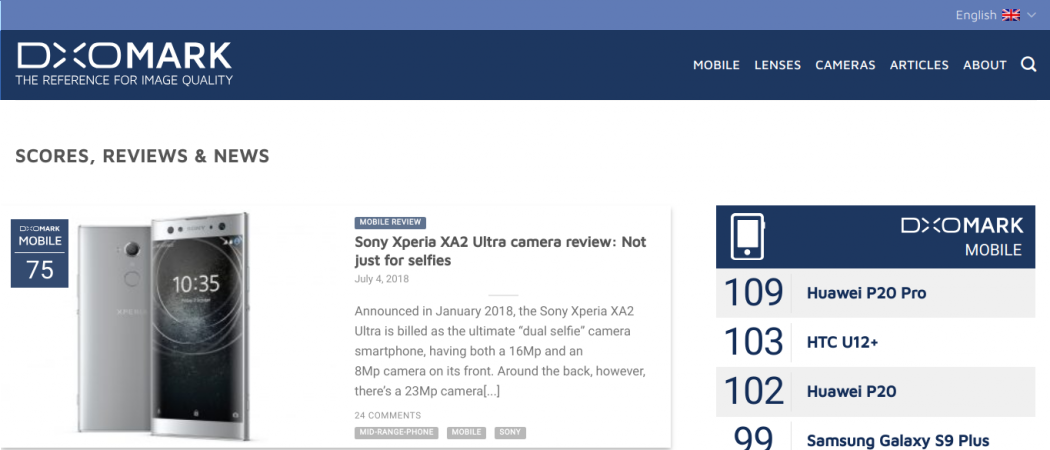 English
DXOMARK
THE REFERENCE FOR IMAGE QUALITY
MOBILE LENSES CAMERAS ARTICLES ABOUT
SCORES, REVIEWS & NEWS
DXOMARK
MOBILE
75
SONY
10:35
XPERIA
MOBILE REVIEW
Sony Xperia XA2 Ultra camera review: Not
just for selfies
July 4, 2018
Announced in January 2018, the Sony Xperia XA2
Ultra is billed as the ultimate “dual selfie” camera
smartphone, having both a 16Mp and an
8Mp camera on its front. Around the back, however,
there’s a 23Mp camera[...]
24 COMMENTS
MID-RANGE-PHONE MOBILE SONY
DXOMARK
MOBILE
109 Huawei P20 Pro
103 HTC U12+
102 Huawei P20
99 Samsung Galaxy S9 Plus